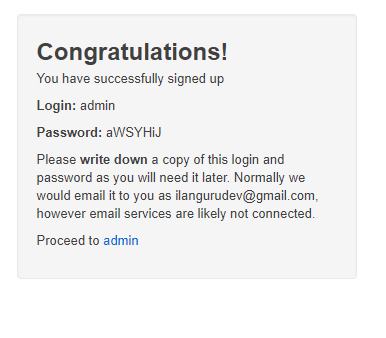 Congratulations!
You have successfully signed up
Login: admin
Password: aWSYHiJ
Please write down a copy of this login and
password as you will need it later. Normally we
would email it to you as ilangurudev@gmail.com,
however email services are likely not connected.
Proceed to admin